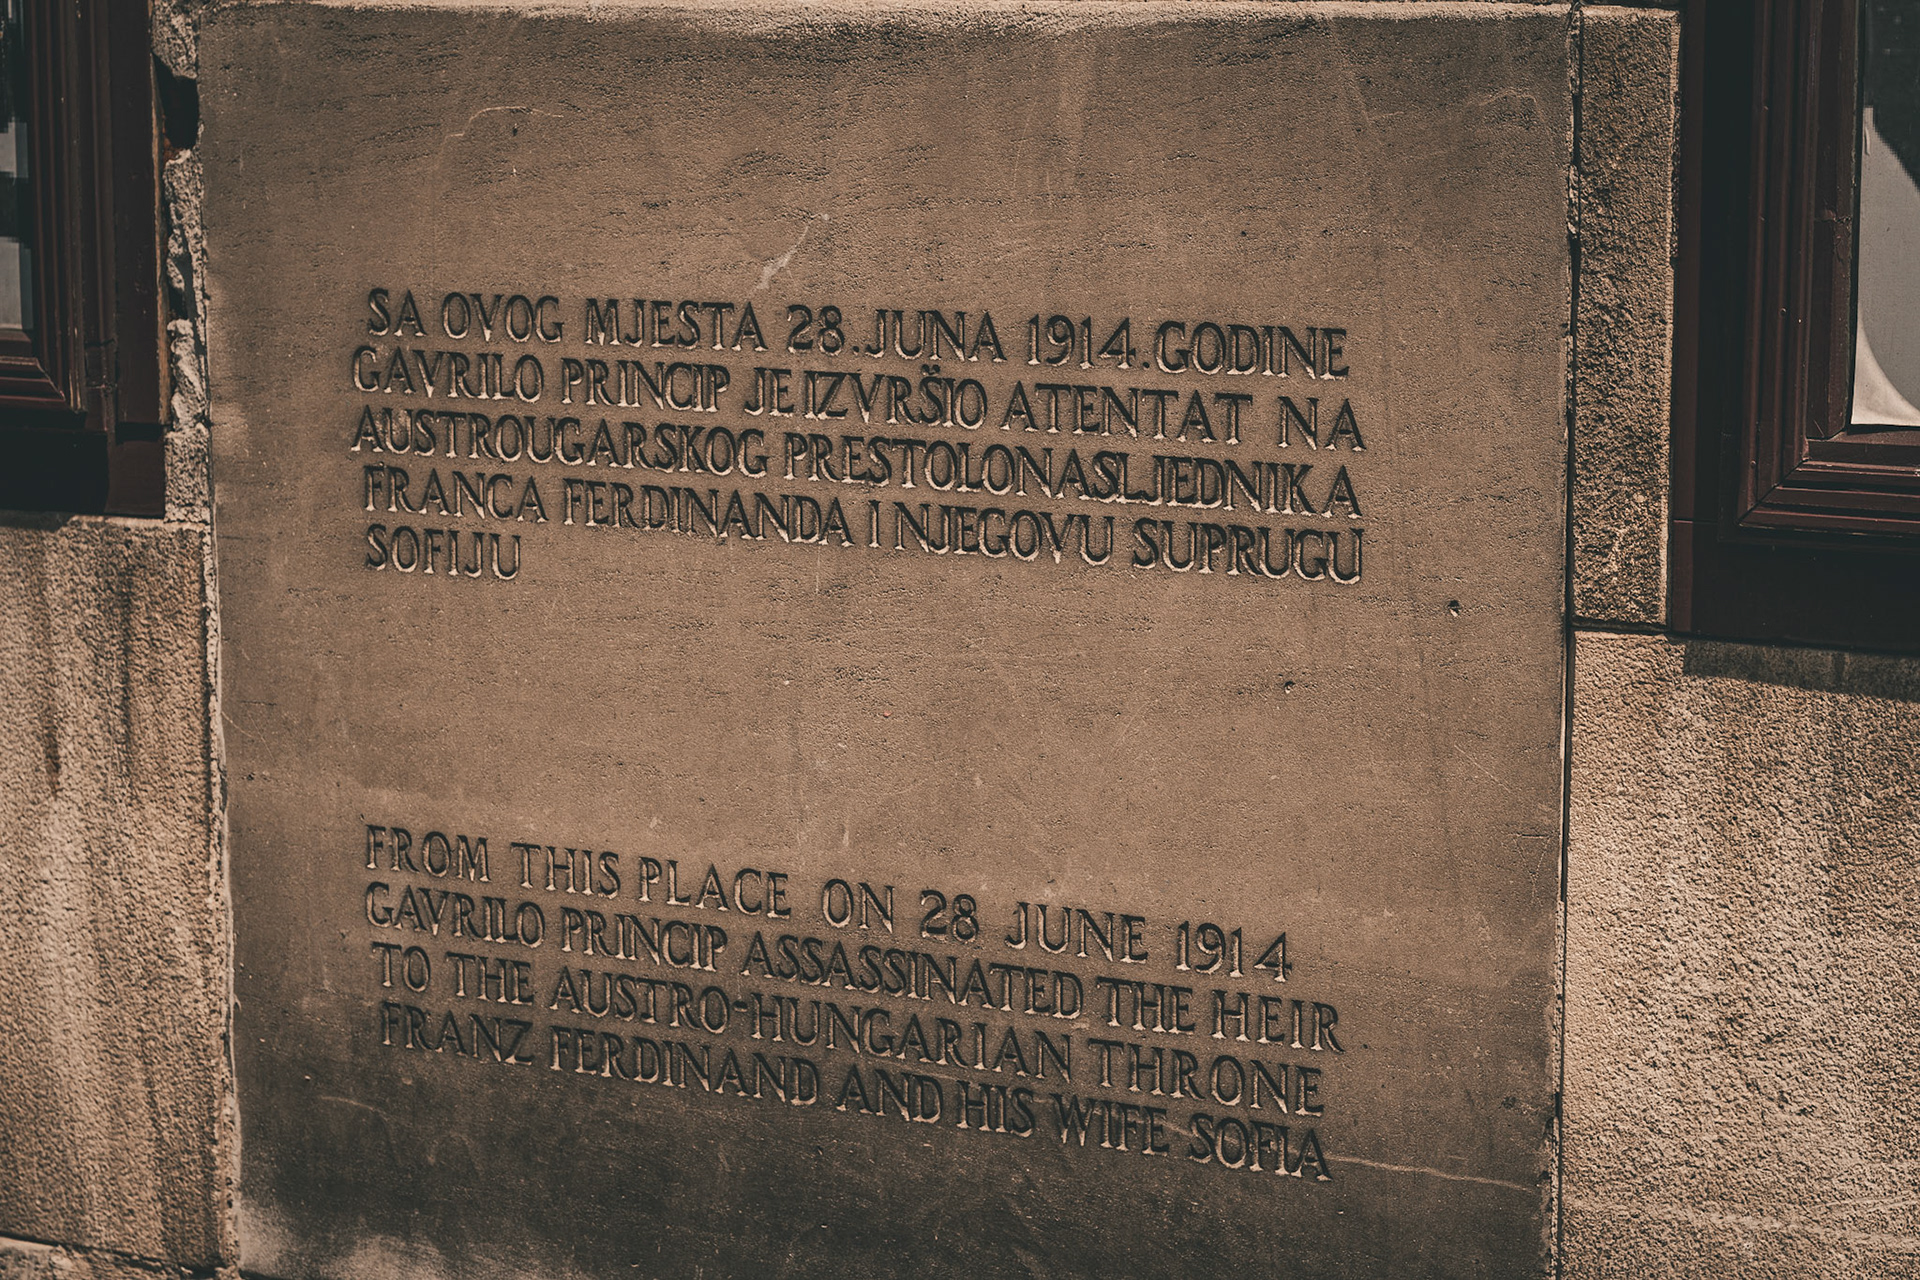 SA OVOG MJESTA 28. JUNA 1914. GODINE
GAVRILO PRINCIP JE IZVRŠIO ATENTAT NA
AUSTROUGARSKOG PRESTOLONASLJEDNIKA
FRANCA FERDINANDA I NJEGOVU SUPRUGU
SOFIJU
FROM THIS PLACE ON 28 JUNE 1914
GAVRILO PRINCIP ASSASSINATED THE HEIR
TO THE AUSTRO-HUNGARIAN THRONE
FRANZ FERDINAND AND HIS WIFE SOFIA